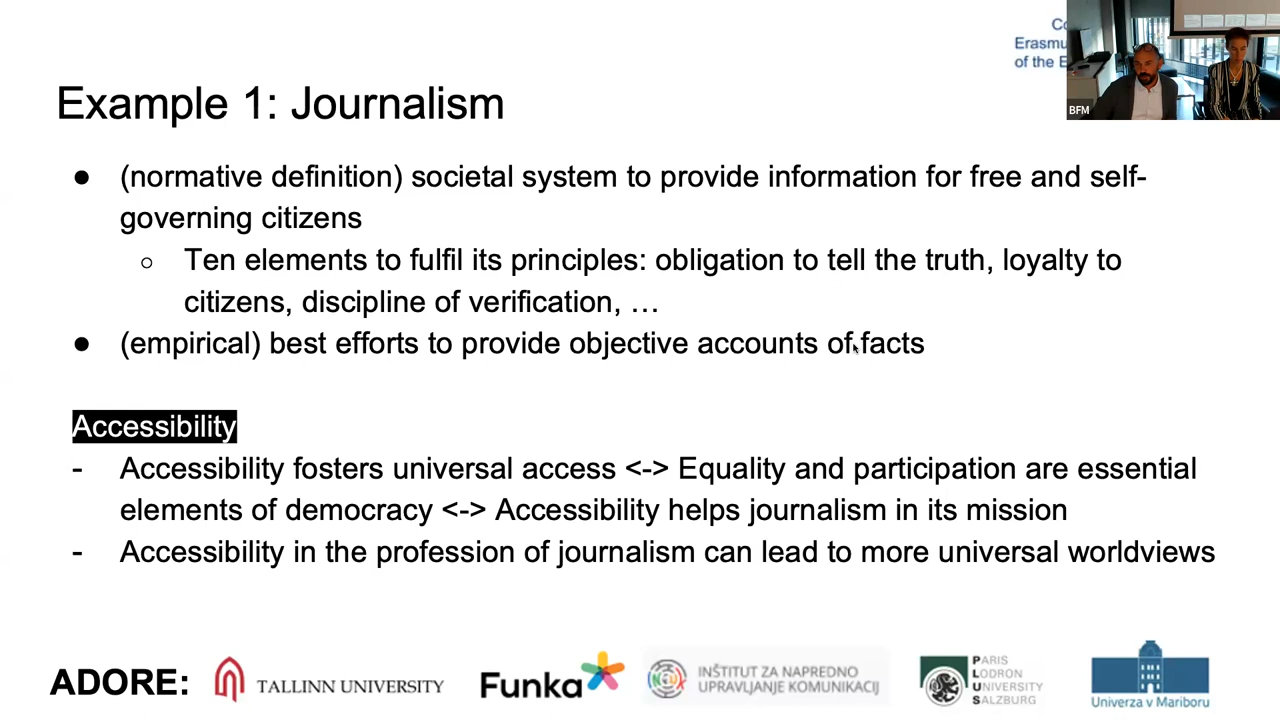 Co
Erasmu
of the E
BFM
Example 1: Journalism
● (normative definition) societal system to provide information for free and self-
governing citizens
○ Ten elements to fulfil its principles: obligation to tell the truth, loyalty to
citizens, discipline of verification, …
● (empirical) best efforts to provide objective accounts of facts
Accessibility
- Accessibility fosters universal access <-> Equality and participation are essential
elements of democracy <-> Accessibility helps journalism in its mission
- Accessibility in the profession of journalism can lead to more universal worldviews
ADORE:
TALLINN UNIVERSITY
Funka
INŠTITUT ZA NAPREDNO
UPRAVLJANJE KOMUNIKACIJ
PARIS
LODRON
UNIVERSITY
SALZBURG
P
L
U
S
Univerza v Mariboru